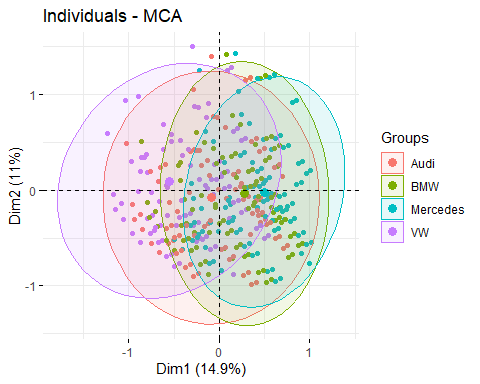 Individuals - MCA
Dim2 (11%)
1
0
-1
-1
0
1
Dim1 (14.9%)
Groups
Audi
BMW
Mercedes
VW